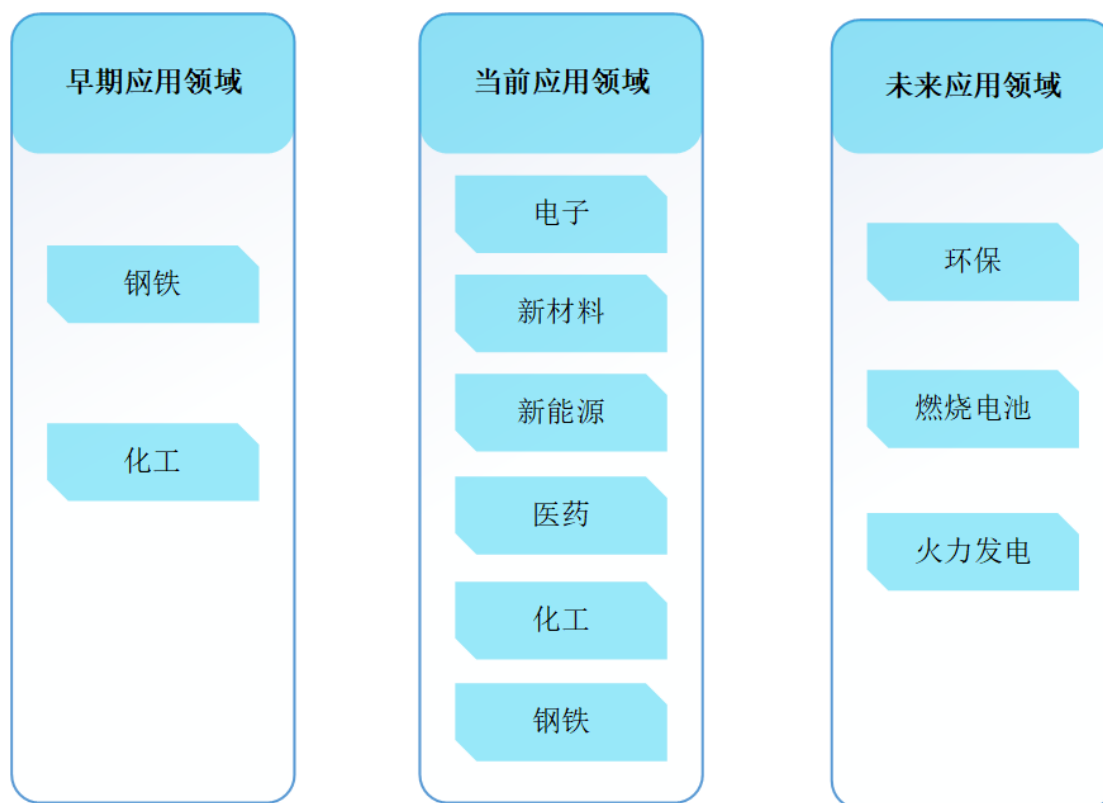 早期应用领域
钢铁
化工
当前应用领域
电子
新材料
新能源
医药
化工
钢铁
未来应用领域
环保
燃烧电池
火力发电